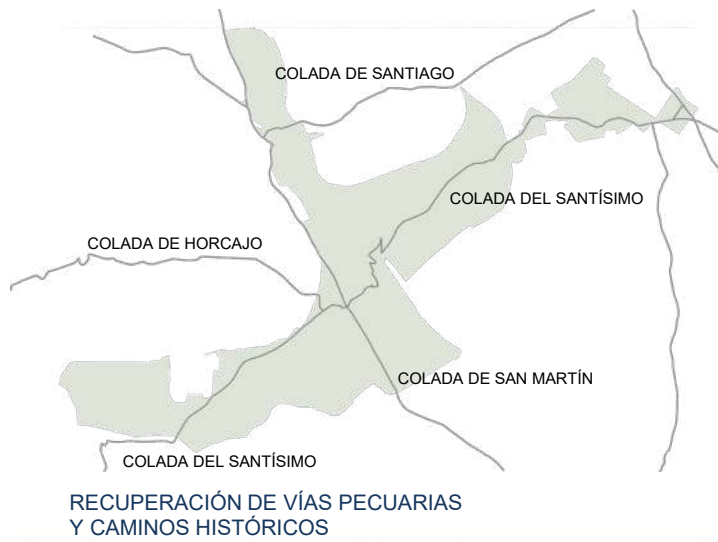 COLADA DE SANTIAGO
COLADA DEL SANTÍSIMO
COLADA DE HORCAJO
COLADA DE SAN MARTÍN
COLADA DEL SANTÍSIMO
RECUPERACIÓN DE VÍAS PECUARIAS
Y CAMINOS HISTÓRICOS